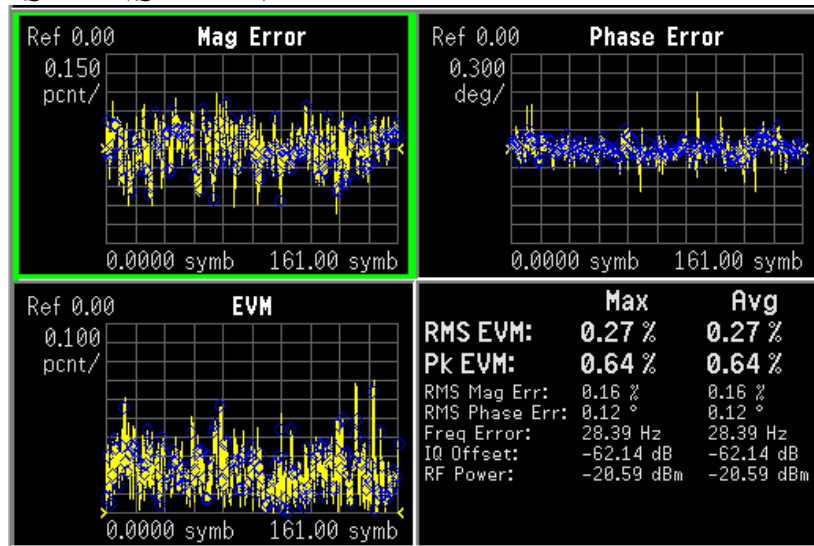 Ref 0.00 Mag Error
0.150
pcnt/
0.0000 symb 161.00 symb
Ref 0.00 Phase Error
0.300
deg/
0.0000 symb 161.00 symb
Ref 0.00 EVM
0.100
pcnt/
0.0000 symb 161.00 symb
Max Avg
RMS EVM: 0.27 % 0.27 %
Pk EVM: 0.64 % 0.64 %
RMS Mag Err: 0.16 % 0.16 %
RMS Phase Err: 0.12 ° 0.12 °
Freq Error: 28.39 Hz 28.39 Hz
IQ Offset: -62.14 dB -62.14 dB
RF Power: -20.59 dBm -20.59 dBm